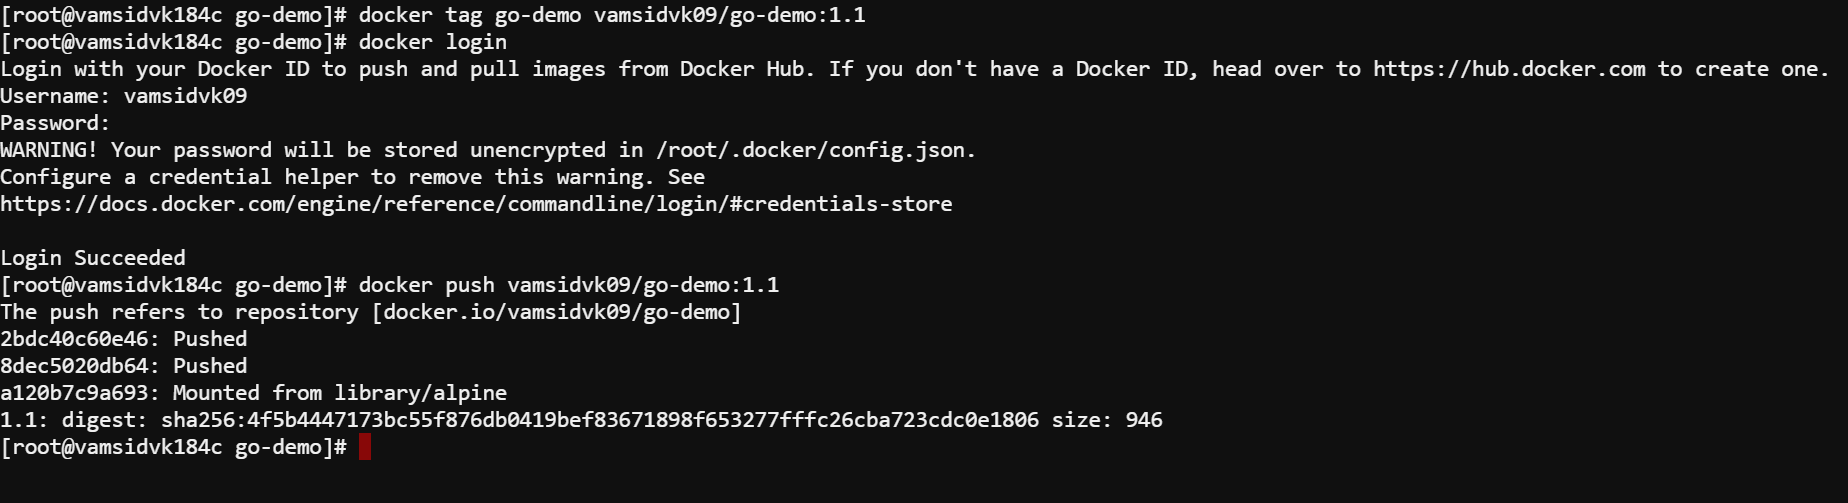 [root@vamsidvk184c go-demo]# docker tag go-demo vamsidvk09/go-demo:1.1
[root@vamsidvk184c go-demo]# docker login
Login with your Docker ID to push and pull images from Docker Hub. If you don't have a Docker ID, head over to https://hub.docker.com to create one.
Username: vamsidvk09
Password:
WARNING! Your password will be stored unencrypted in /root/.docker/config.json.
Configure a credential helper to remove this warning. See
https://docs.docker.com/engine/reference/commandline/login/#credentials-store

Login Succeeded
[root@vamsidvk184c go-demo]# docker push vamsidvk09/go-demo:1.1
The push refers to repository [docker.io/vamsidvk09/go-demo]
2bdc40c60e46: Pushed
8dec5020db64: Pushed
a120b7c9a693: Mounted from library/alpine
1.1: digest: sha256:4f5b4447173bc55f876db0419bef83671898f653277fffc26cba723cdc0e1806 size: 946
[root@vamsidvk184c go-demo]#